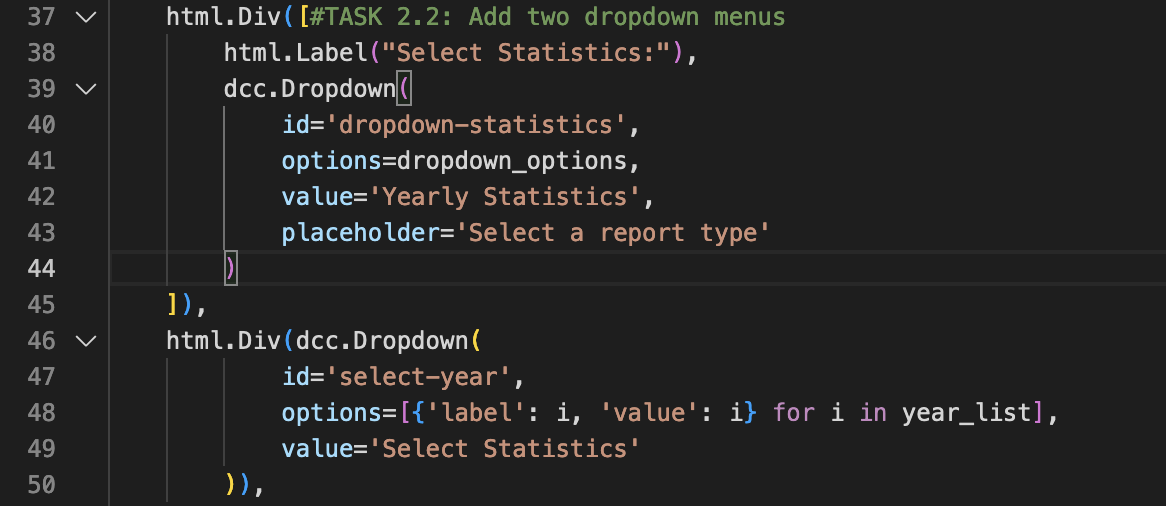 37 html.Div([#TASK 2.2: Add two dropdown menus
38 html.Label("Select Statistics:"),
39 dcc.Dropdown(
40 id='dropdown-statistics',
41 options=dropdown_options,
42 value='Yearly Statistics',
43 placeholder='Select a report type'
44 )
45 ]),
46 html.Div(dcc.Dropdown(
47 id='select-year',
48 options=[{'label': i, 'value': i} for i in year_list],
49 value='Select Statistics'
50 )),